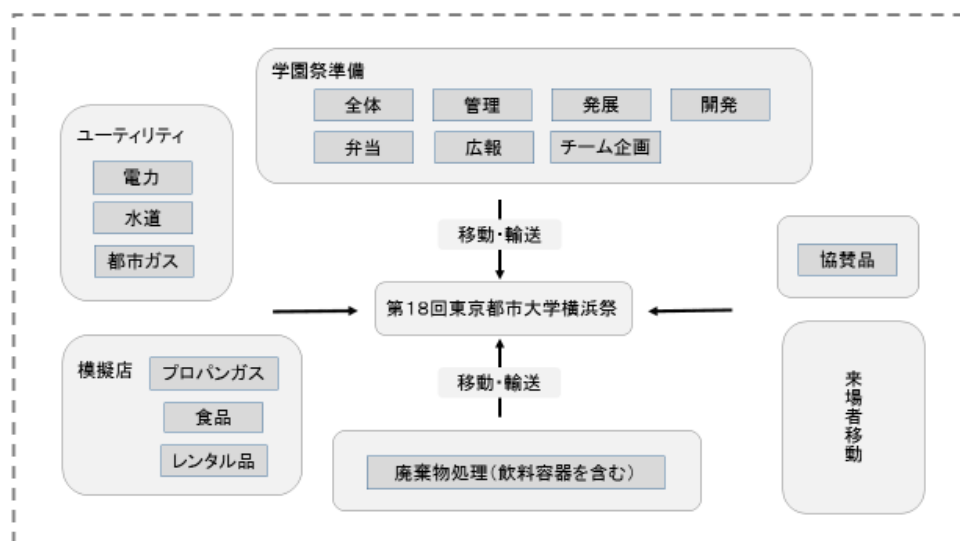 学園祭準備
全体
管理
発展
開発
弁当
広報
チーム企画
ユーティリティ
電力
水道
都市ガス
移動・輸送
協賛品
第18回東京都市大学横浜祭
模擬店
プロパンガス
食品
レンタル品
移動・輸送
来場者移動
廃棄物処理（飲料容器を含む）